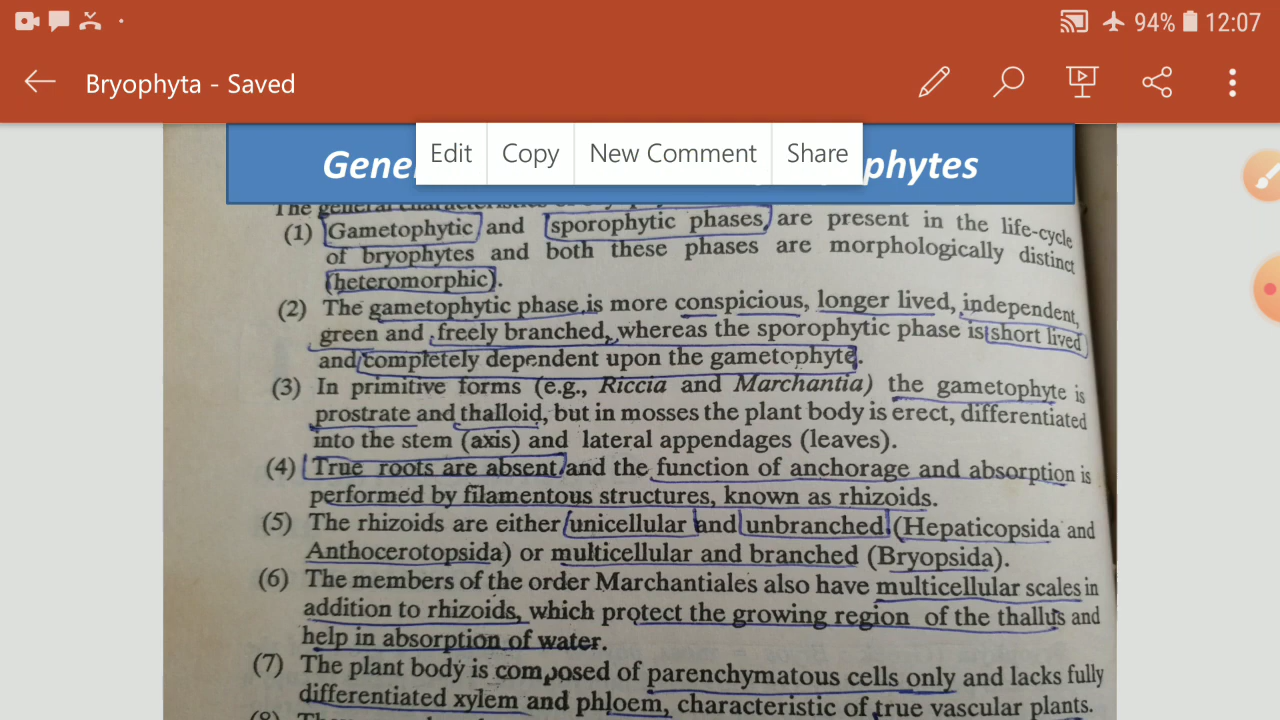 94% 12:07
Bryophyta - Saved
Edit Copy New Comment Share
Gene phytes
The general characteristics of
(1) Gametophytic and sporophytic phases, are present in the life-cycle
of bryophytes and both these phases are morphologically distinct
(heteromorphic).
(2) The gametophytic phase is more conspicious, longer lived, independent,
green and freely branched, whereas the sporophytic phase is short lived
and completely dependent upon the gametophyte.
(3) In primitive forms (e.g., Riccia and Marchantia) the gametophyte is
prostrate and thalloid, but in mosses the plant body is erect, differentiated
into the stem (axis) and lateral appendages (leaves).
(4) True roots are absent and the function of anchorage and absorption is
performed by filamentous structures, known as rhizoids.
(5) The rhizoids are either unicellular and unbranched (Hepaticopsida and
Anthocerotopsida) or multicellular and branched (Bryopsida).
(6) The members of the order Marchantiales also have multicellular scales in
addition to rhizoids, which protect the growing region of the thallus and
help in absorption of water.
(7) The plant body is composed of parenchymatous cells only and lacks fully
differentiated xylem and phloem, characteristic of true vascular plants.